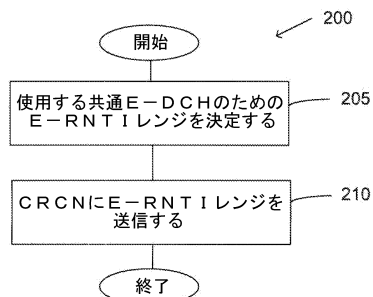 200
開始
使用する共通E－DCHのための
E－RNTIレンジを決定する
205
CRCNにE－RNTIレンジを
送信する
210
終了